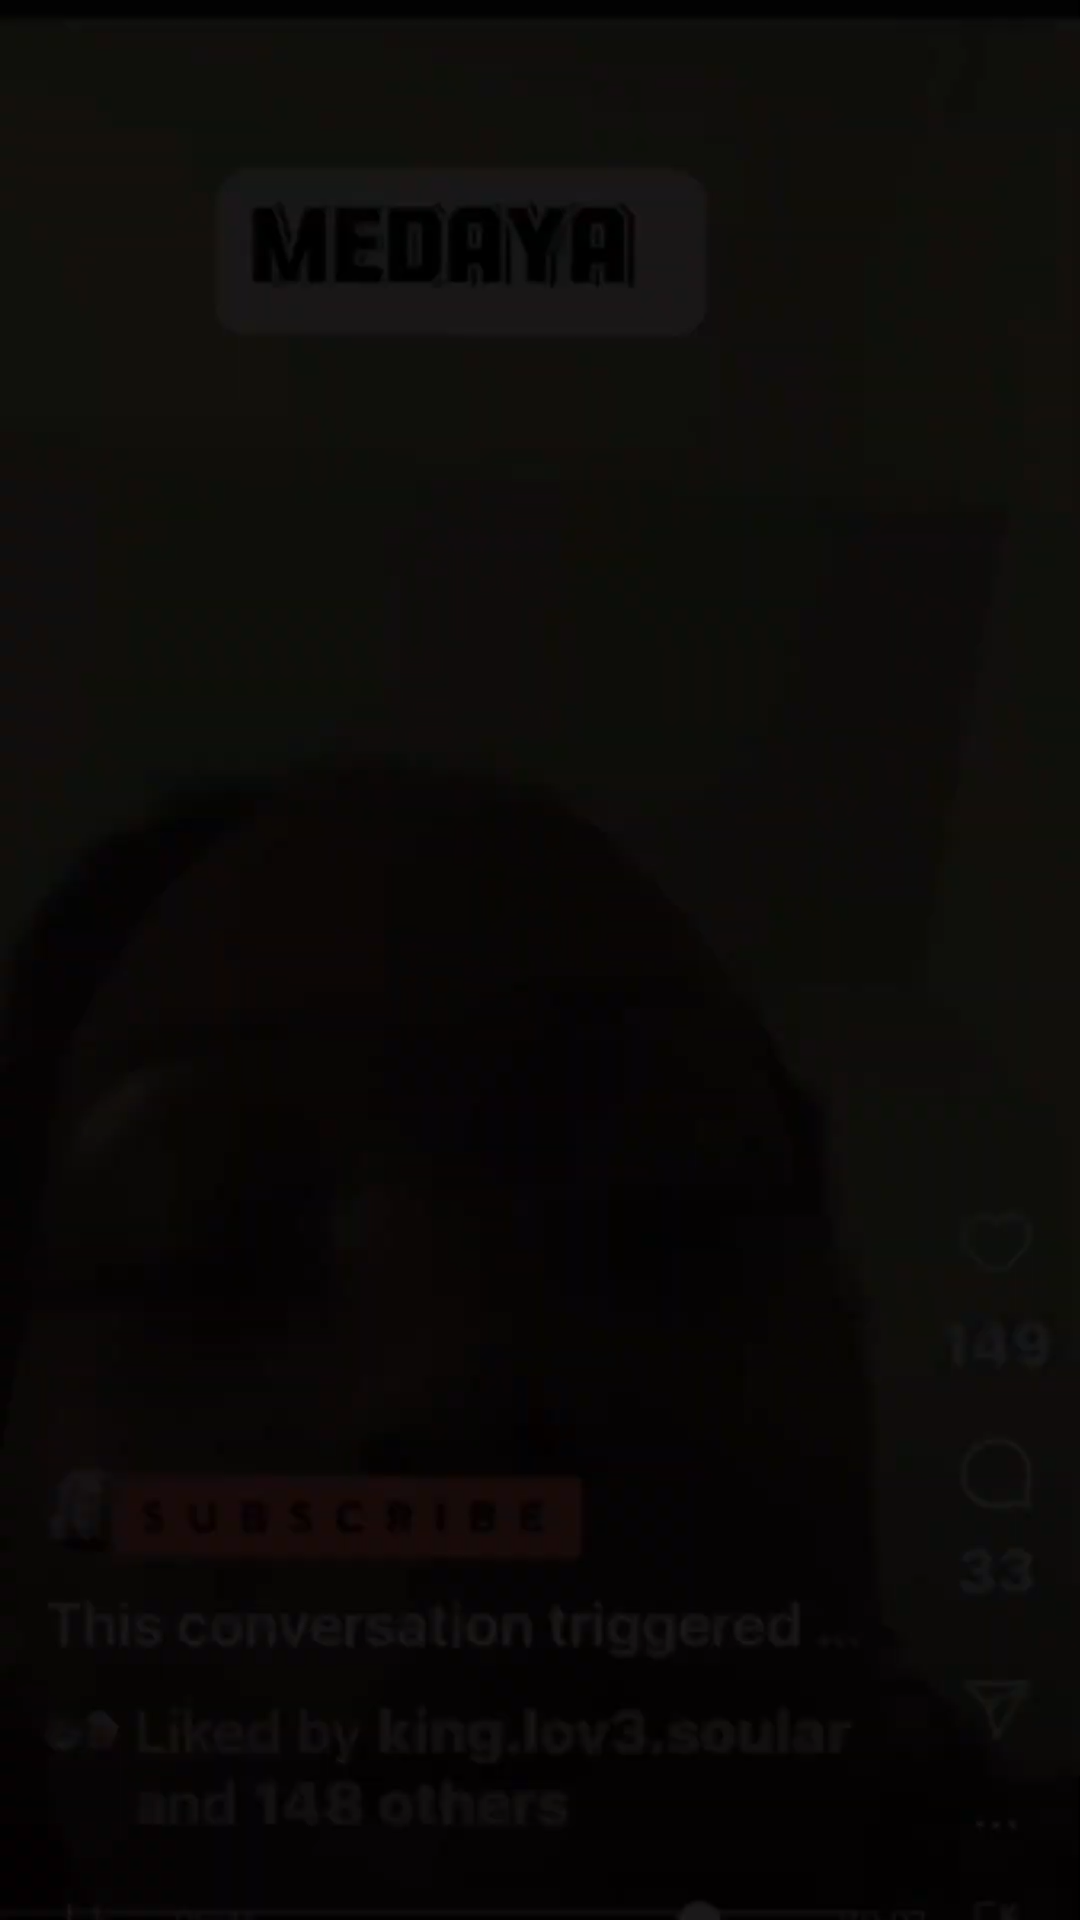 MEDAYA
149
33
SUBSCRIBE
This conversation triggered ...
Liked by king.lov3.soular
and 148 others